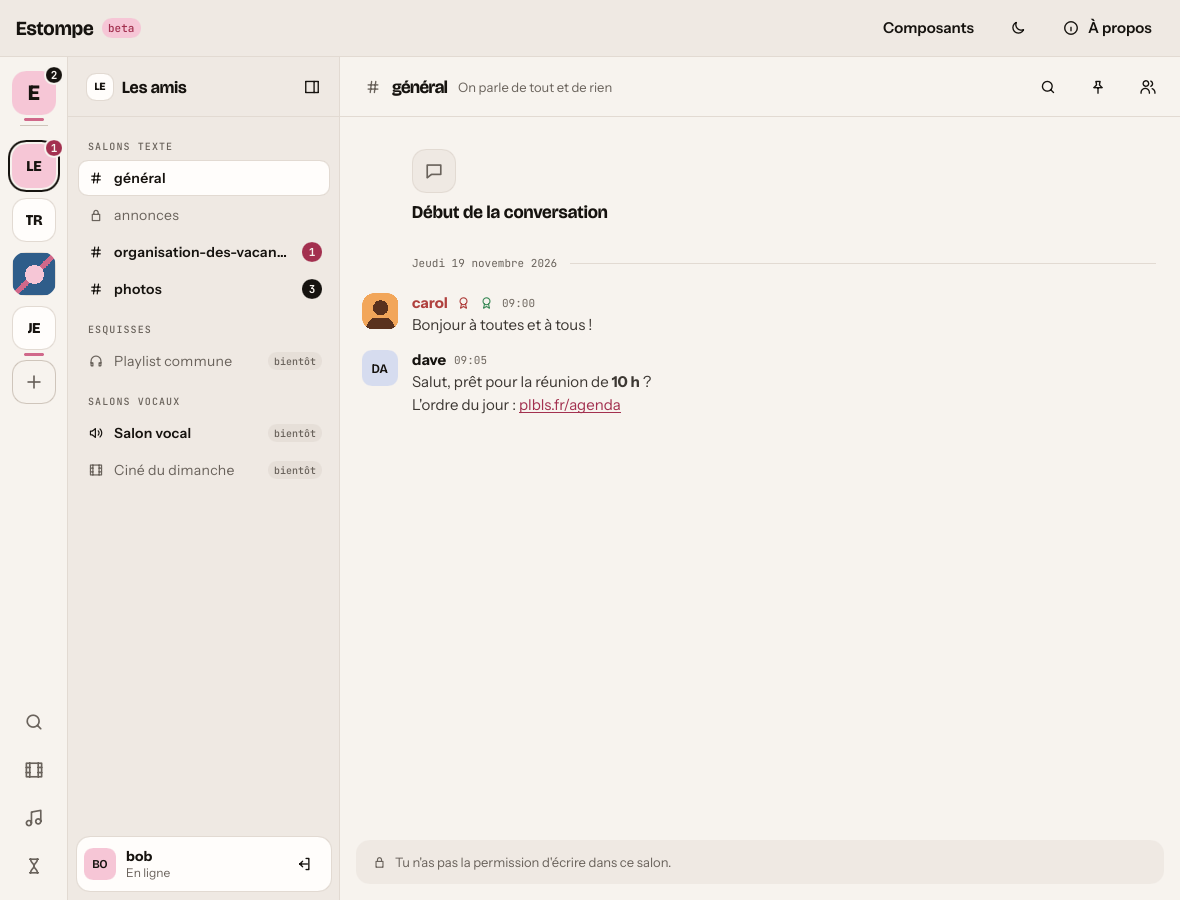 Estompe beta
Composants
À propos
E
2
LE
1
TR
JE
LE Les amis
SALONS TEXTE
# général
annonces
# organisation-des-vacan... 1
# photos 3
ESQUISSES
Playlist commune bientôt
SALONS VOCAUX
Salon vocal bientôt
Ciné du dimanche bientôt
BO
bob
En ligne
# général On parle de tout et de rien
Début de la conversation
Jeudi 19 novembre 2026
carol 09:00
Bonjour à toutes et à tous !
DA
dave 09:05
Salut, prêt pour la réunion de 10 h ?
L'ordre du jour : plbls.fr/agenda
Tu n'as pas la permission d'écrire dans ce salon.